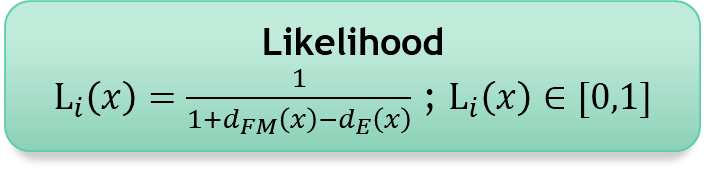 Likelihood
Lᵢ(x) = 1 / 1+d_FM(x)−d_E(x) ; Lᵢ(x) ∈ [0,1]